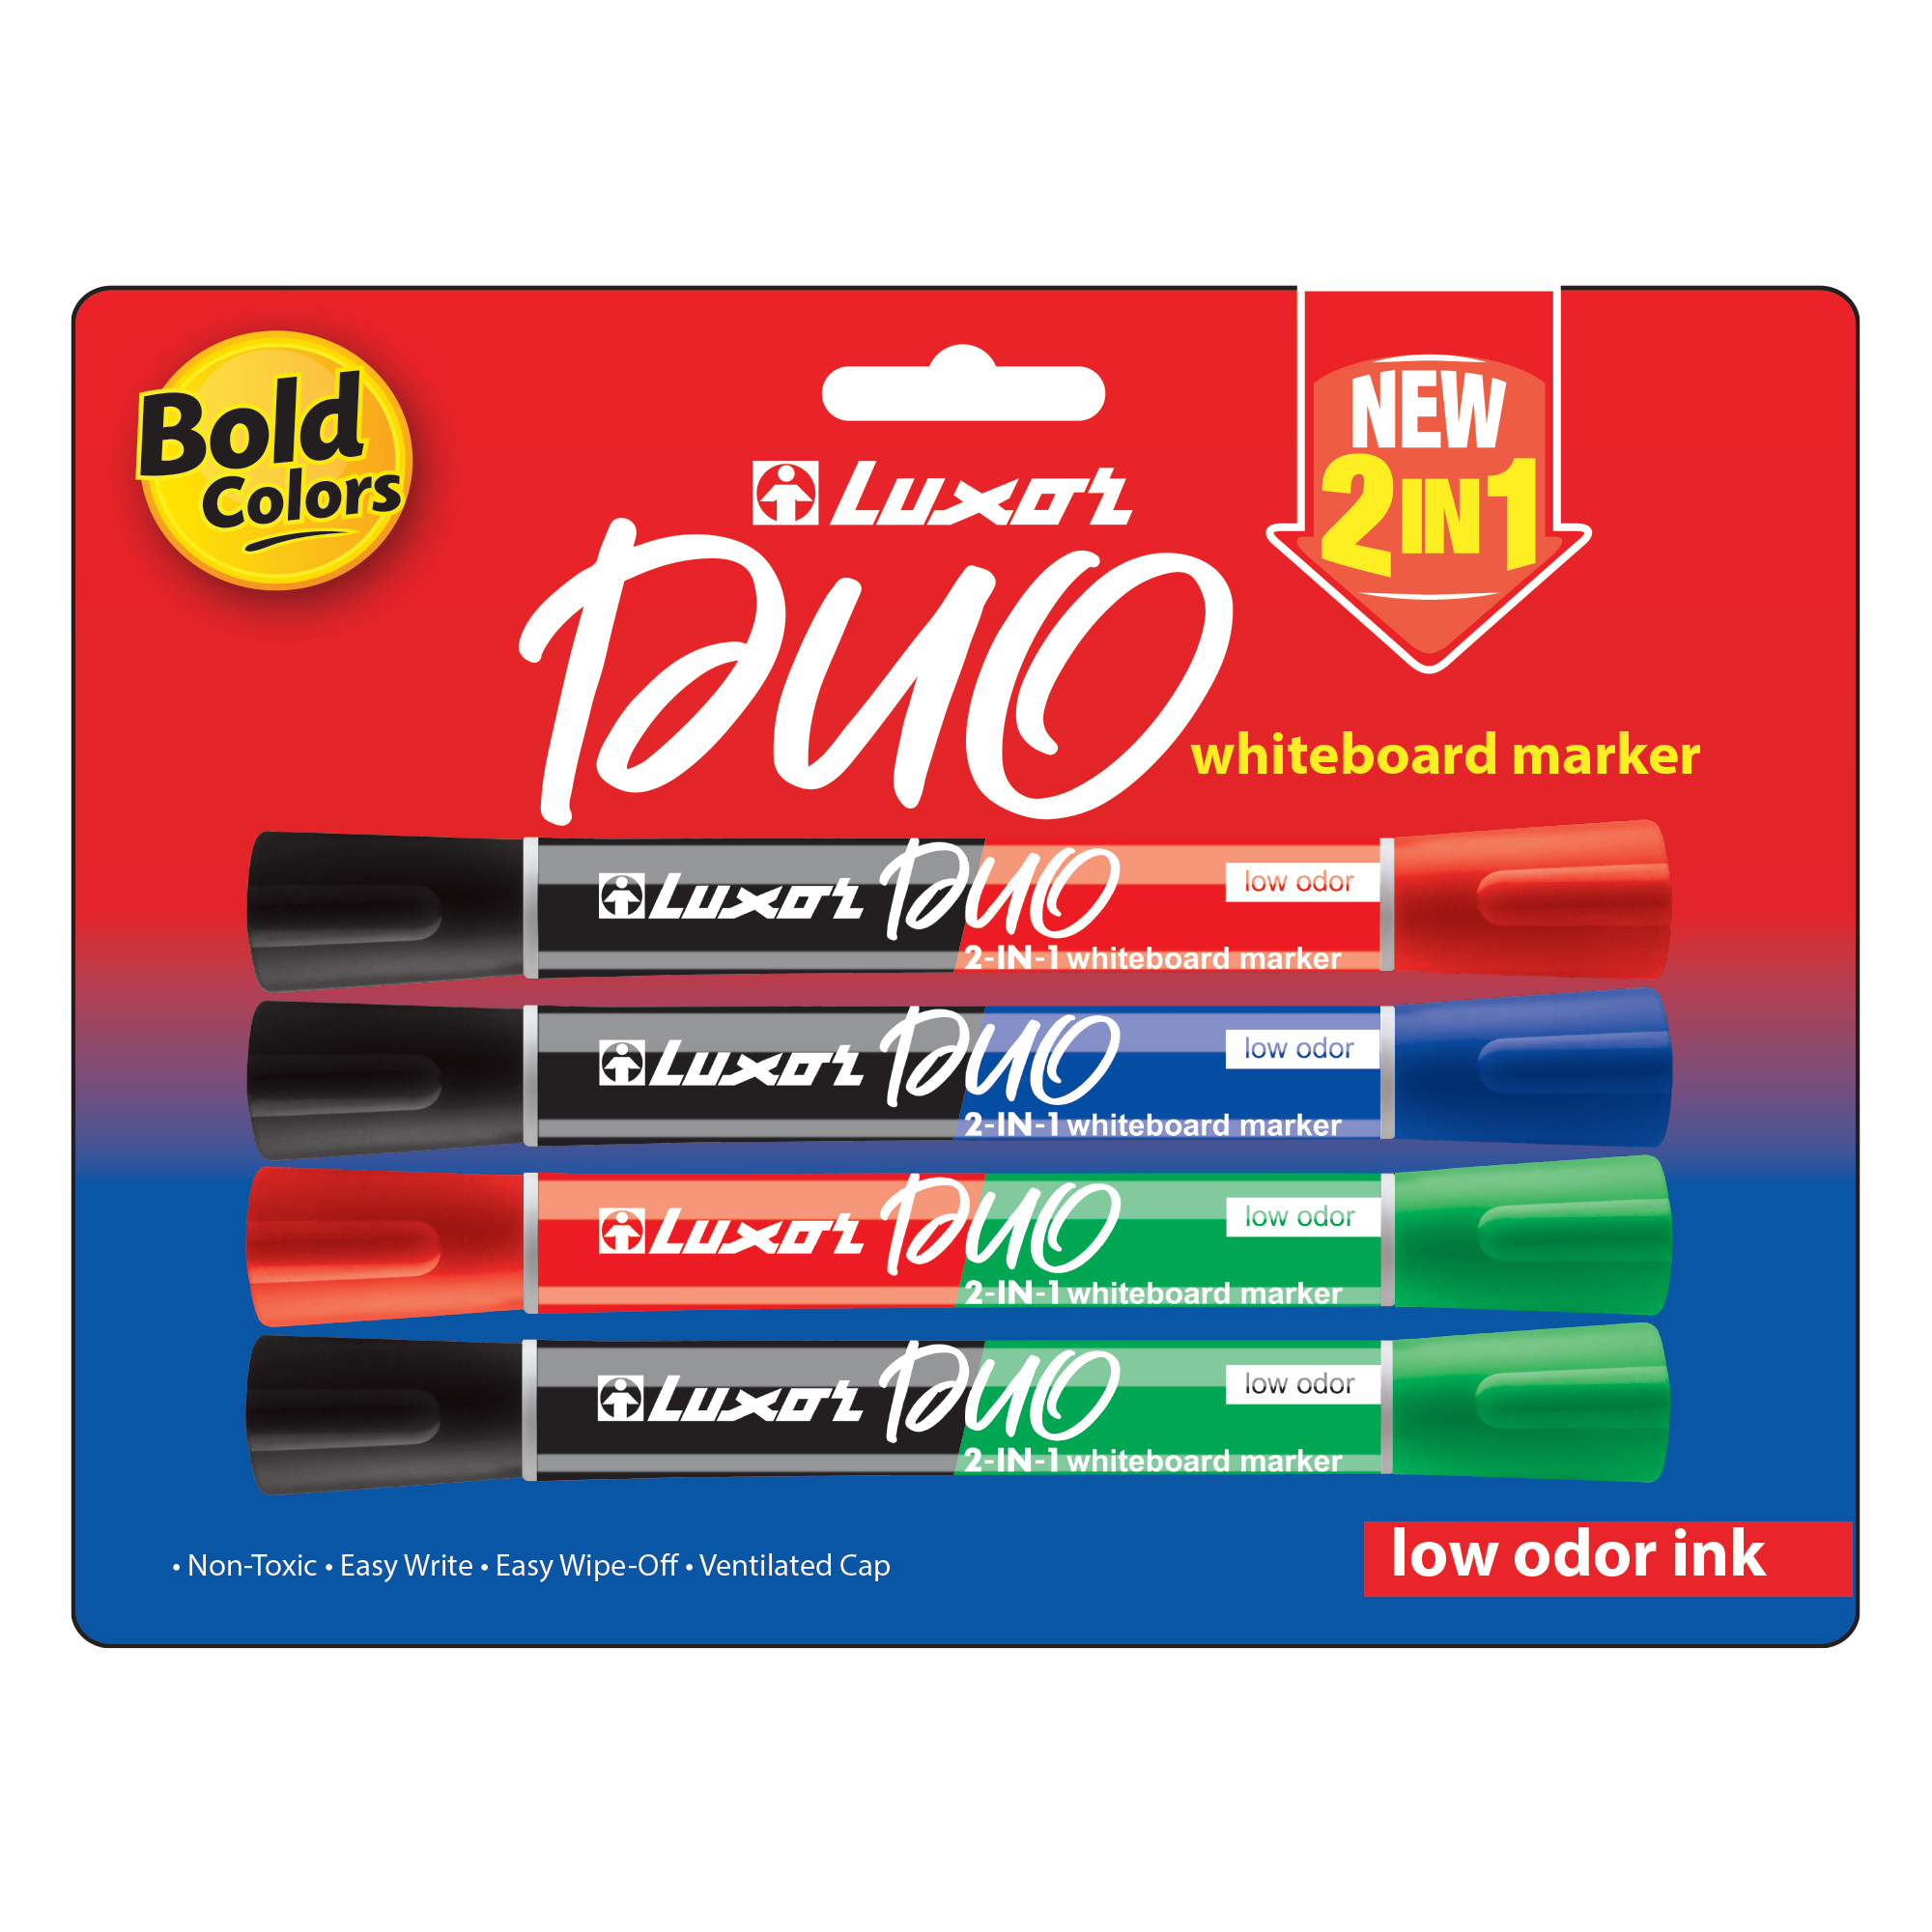 Bold
Colors
NEW
2 IN 1
Luxor
DUO
whiteboard marker
Luxor DUO
low odor
2-IN-1 whiteboard marker
Luxor DUO
low odor
2-IN-1 whiteboard marker
Luxor DUO
low odor
2-IN-1 whiteboard marker
Luxor DUO
low odor
2-IN-1 whiteboard marker
• Non-Toxic • Easy Write • Easy Wipe-Off • Ventilated Cap
low odor ink